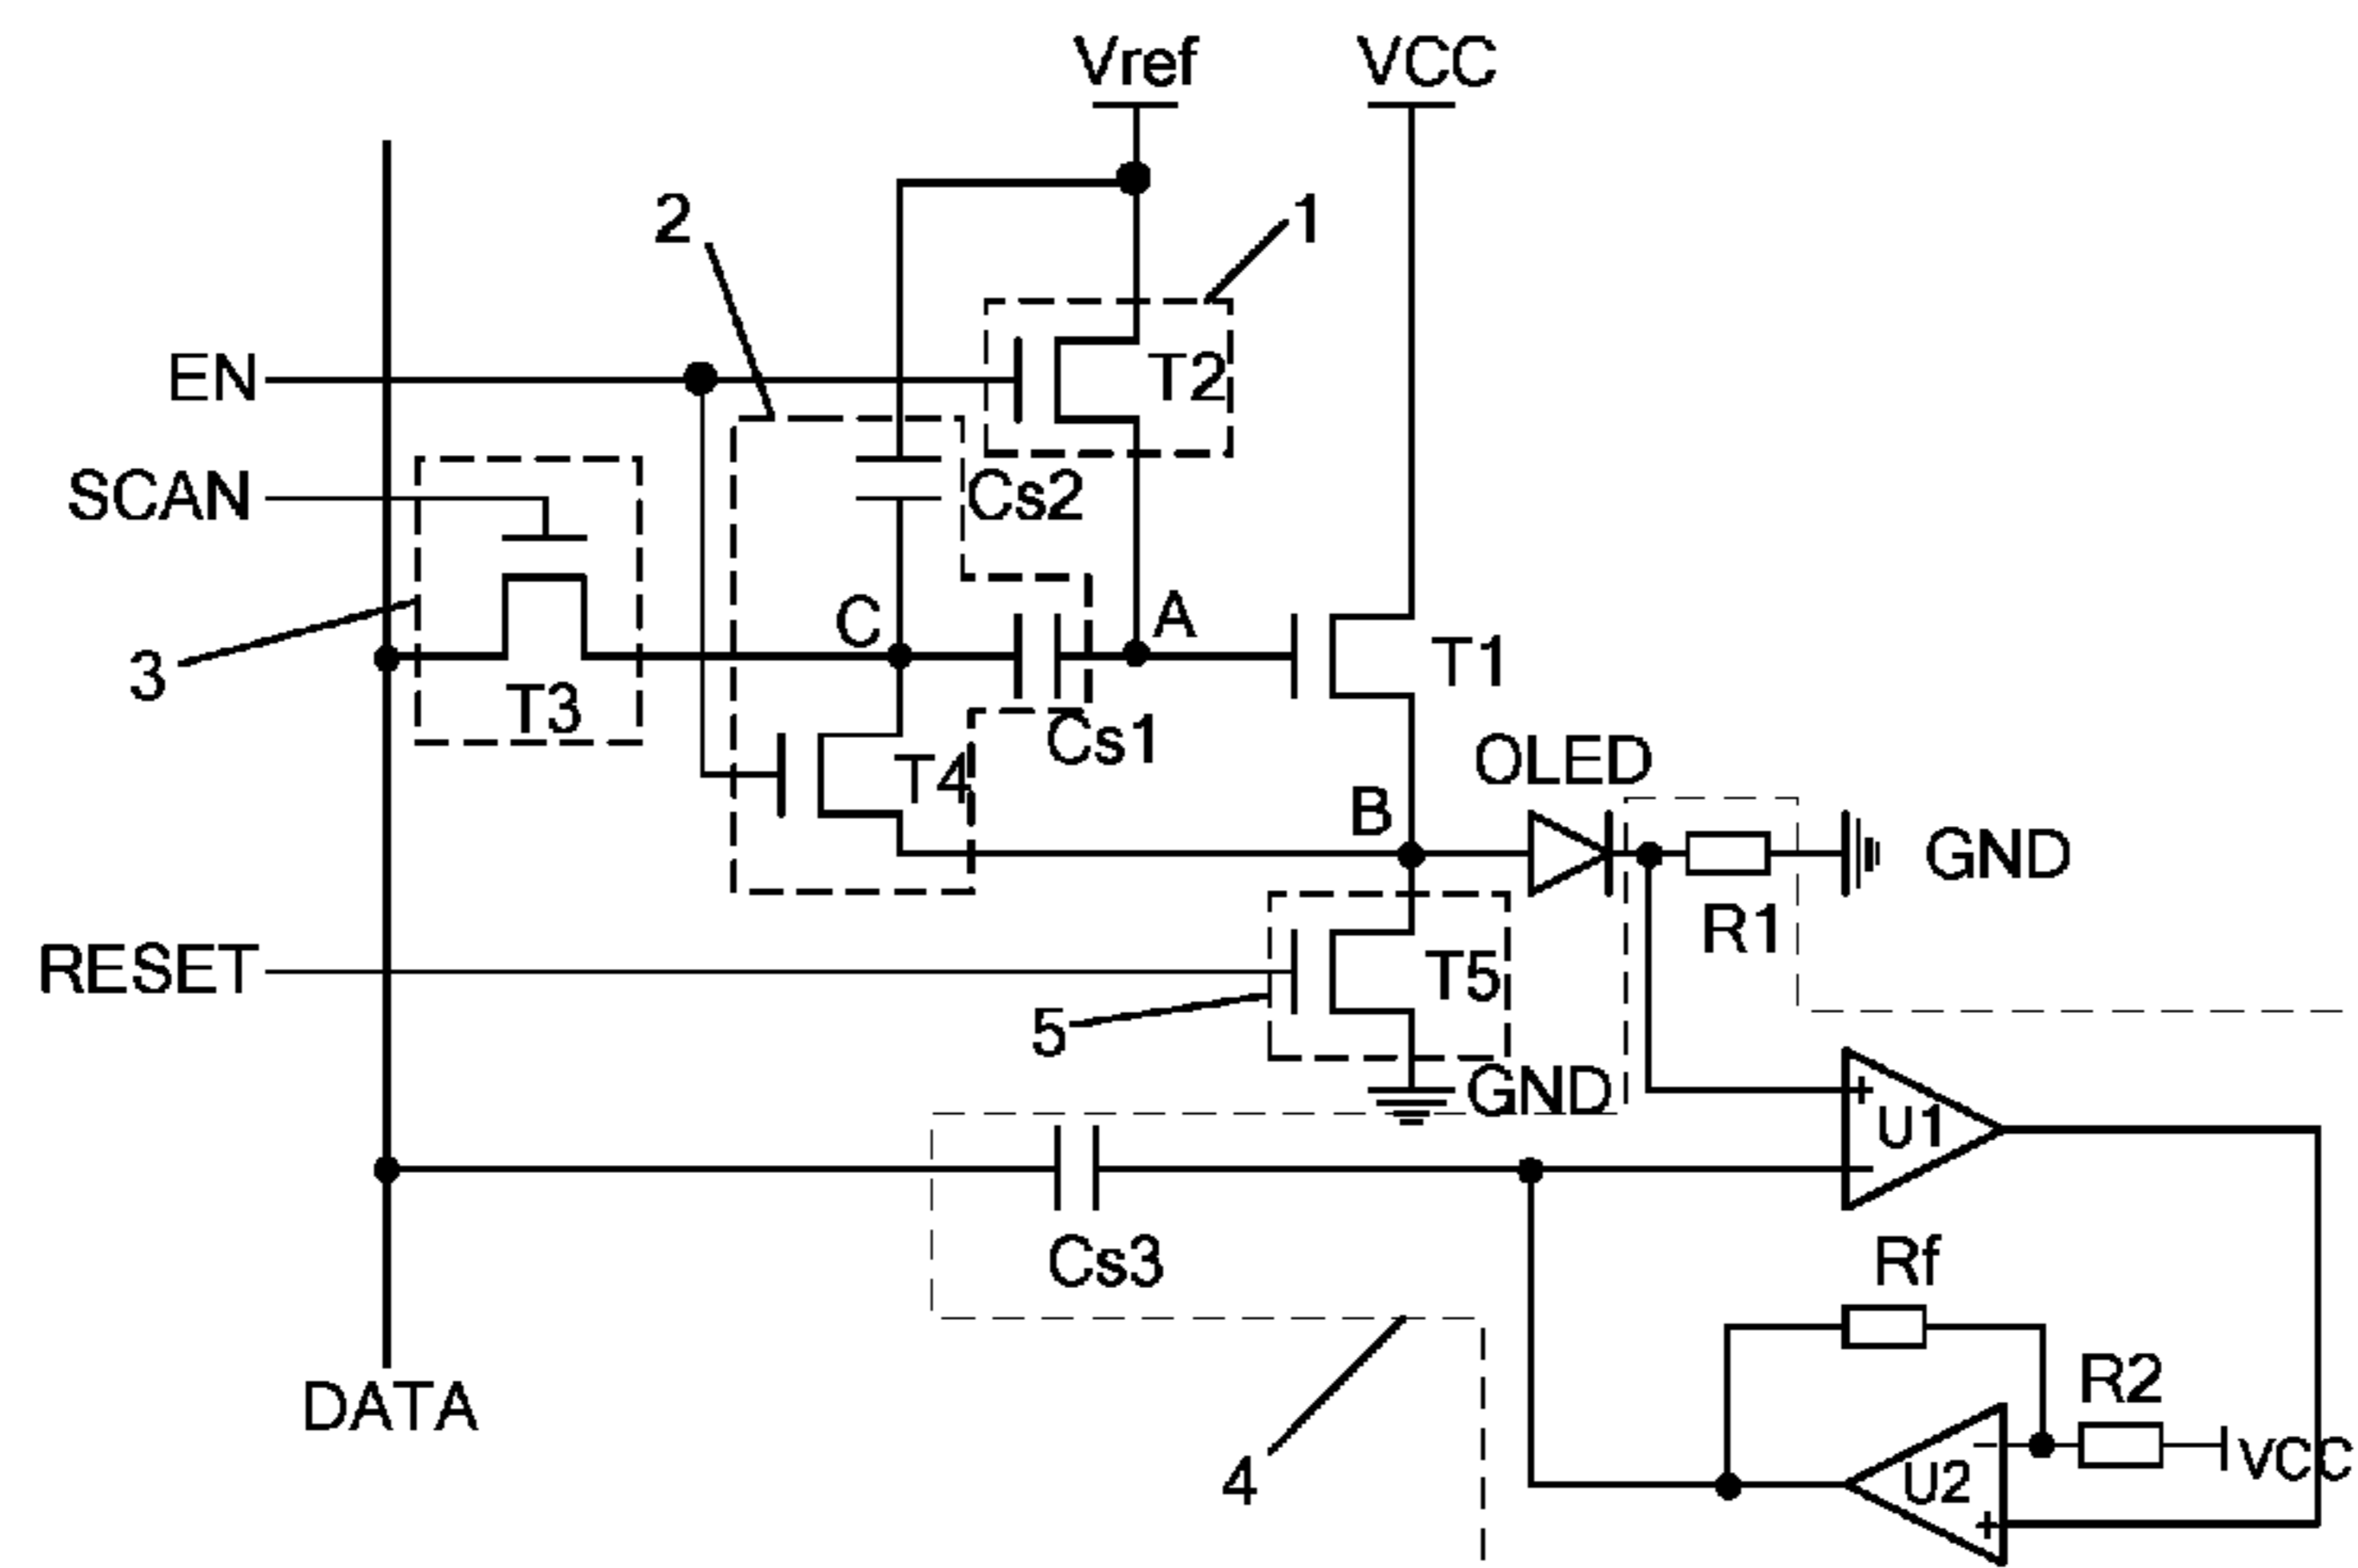 Vref VCC
2 1
EN T2
SCAN Cs2
C A
3 T3 T1
Cs1
T4 OLED
B GND
R1
RESET T5
5
GND
+ U1
−
Cs3 Rf
R2
DATA
− VCC
4 U2
+